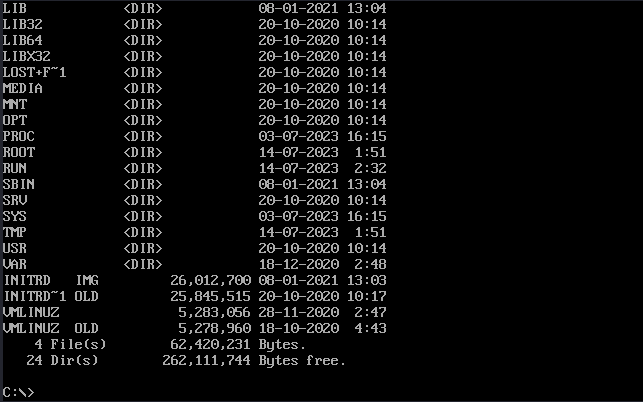 LIB <DIR> 08-01-2021 13:04
LIB32 <DIR> 20-10-2020 10:14
LIB64 <DIR> 20-10-2020 10:14
LIBX32 <DIR> 20-10-2020 10:14
LOST+F~1 <DIR> 20-10-2020 10:14
MEDIA <DIR> 20-10-2020 10:14
MNT <DIR> 20-10-2020 10:14
OPT <DIR> 20-10-2020 10:14
PROC <DIR> 03-07-2023 16:15
ROOT <DIR> 14-07-2023 1:51
RUN <DIR> 14-07-2023 2:32
SBIN <DIR> 08-01-2021 13:04
SRV <DIR> 20-10-2020 10:14
SYS <DIR> 03-07-2023 16:15
TMP <DIR> 14-07-2023 1:51
USR <DIR> 20-10-2020 10:14
VAR <DIR> 18-12-2020 2:48
INITRD IMG 26,012,700 08-01-2021 13:03
INITRD~1 OLD 25,845,515 20-10-2020 10:17
VMLINUZ 5,283,056 28-11-2020 2:47
VMLINUZ OLD 5,278,960 18-10-2020 4:43
4 File(s) 62,420,231 Bytes.
24 Dir(s) 262,111,744 Bytes free.
C:\>